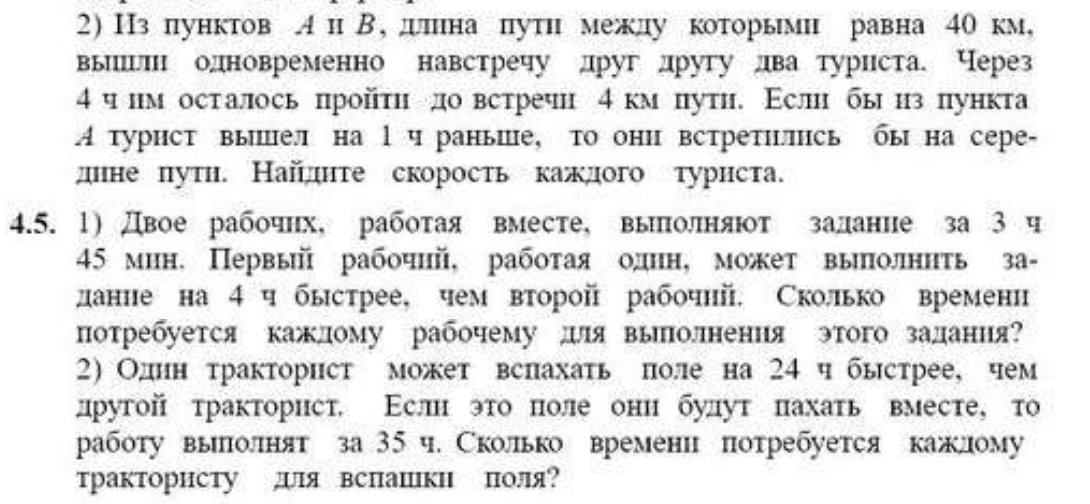 2) Из пунктов A и B, длина пути между которыми равна 40 км,
вышли одновременно навстречу друг другу два туриста. Через
4 ч им осталось пройти до встречи 4 км пути. Если бы из пункта
A турист вышел на 1 ч раньше, то они встретились бы на сере-
дине пути. Найдите скорость каждого туриста.
4.5. 1) Двое рабочих, работая вместе, выполняют задание за 3 ч
45 мин. Первый рабочий, работая один, может выполнить за-
дание на 4 ч быстрее, чем второй рабочий. Сколько времени
потребуется каждому рабочему для выполнения этого задания?
2) Один тракторист может вспахать поле на 24 ч быстрее, чем
другой тракторист. Если это поле они будут пахать вместе, то
работу выполнят за 35 ч. Сколько времени потребуется каждому
трактористу для вспашки поля?